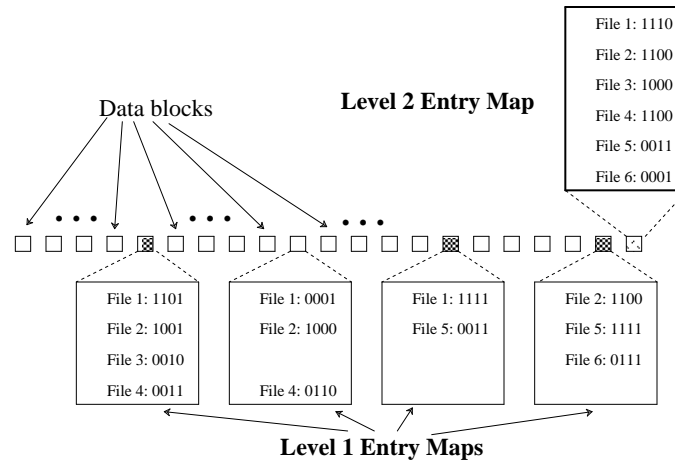 File 1: 1110
File 2: 1100
File 3: 1000
File 4: 1100
File 5: 0011
File 6: 0001
Level 2 Entry Map
Data blocks
File 1: 1101
File 2: 1001
File 3: 0010
File 4: 0011
File 1: 0001
File 2: 1000
File 4: 0110
File 1: 1111
File 5: 0011
File 2: 1100
File 5: 1111
File 6: 0111
Level 1 Entry Maps